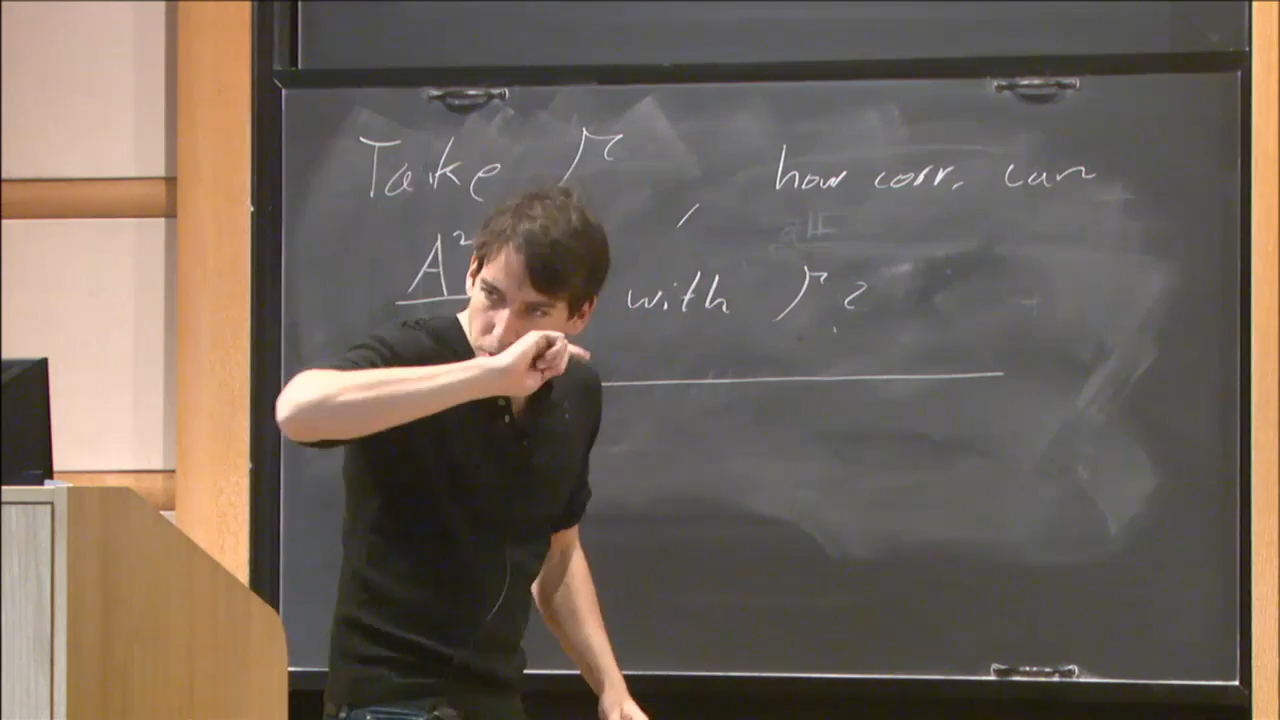 Take Γ , how corr. can
A² with Γ ?